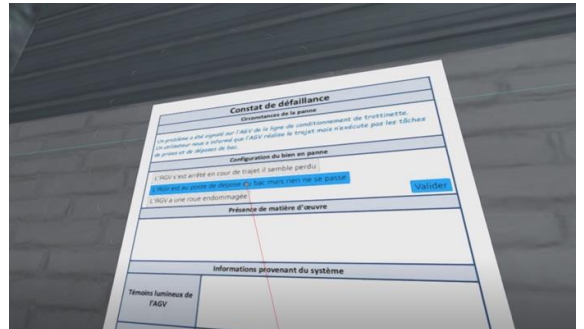 Constat de défaillance
Circonstances de la panne
Un problème a été signalé sur l'AGV de la ligne de conditionnement de trottinette.
Un utilisateur nous a informé que l'AGV réalise le trajet mais n'exécute pas les tâches
de prises et de déposes de bac.
Configuration du bien en panne
L'AGV s'est arrêté en cour de trajet il semble perdu
L'AGV est au poste de dépose du bac mais rien ne se passe
Valider
L'AGV a une roue endommagée
Présence de matière d'œuvre
Informations provenant du système
Témoins lumineux de
l'AGV